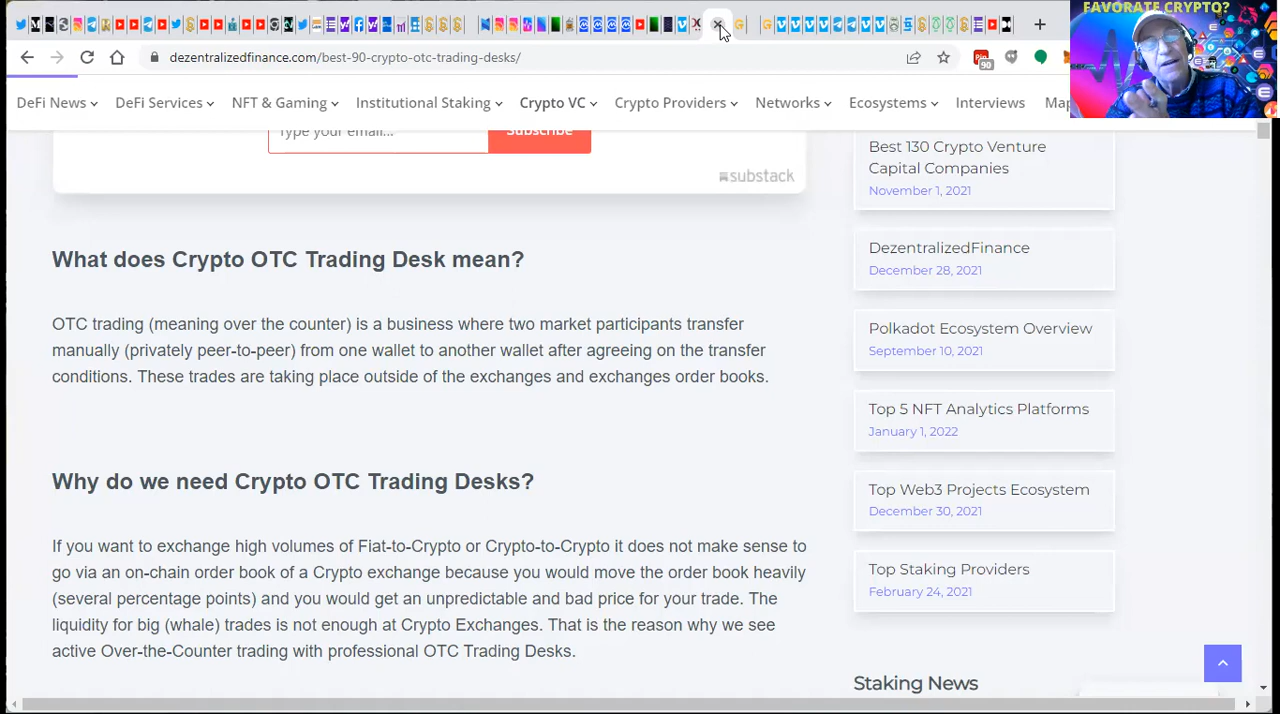 FAVORATE CRYPTO?
dezentralizedfinance.com/best-90-crypto-otc-trading-desks/
90
DeFi News
DeFi Services
NFT & Gaming
Institutional Staking
Crypto VC
Crypto Providers
Networks
Ecosystems
Interviews
Type your email...
Subscribe
substack
What does Crypto OTC Trading Desk mean?
OTC trading (meaning over the counter) is a business where two market participants transfer
manually (privately peer-to-peer) from one wallet to another wallet after agreeing on the transfer
conditions. These trades are taking place outside of the exchanges and exchanges order books.
Why do we need Crypto OTC Trading Desks?
If you want to exchange high volumes of Fiat-to-Crypto or Crypto-to-Crypto it does not make sense to
go via an on-chain order book of a Crypto exchange because you would move the order book heavily
(several percentage points) and you would get an unpredictable and bad price for your trade. The
liquidity for big (whale) trades is not enough at Crypto Exchanges. That is the reason why we see
active Over-the-Counter trading with professional OTC Trading Desks.
Best 130 Crypto Venture
Capital Companies
November 1, 2021
DezentralizedFinance
December 28, 2021
Polkadot Ecosystem Overview
September 10, 2021
Top 5 NFT Analytics Platforms
January 1, 2022
Top Web3 Projects Ecosystem
December 30, 2021
Top Staking Providers
February 24, 2021
Staking News